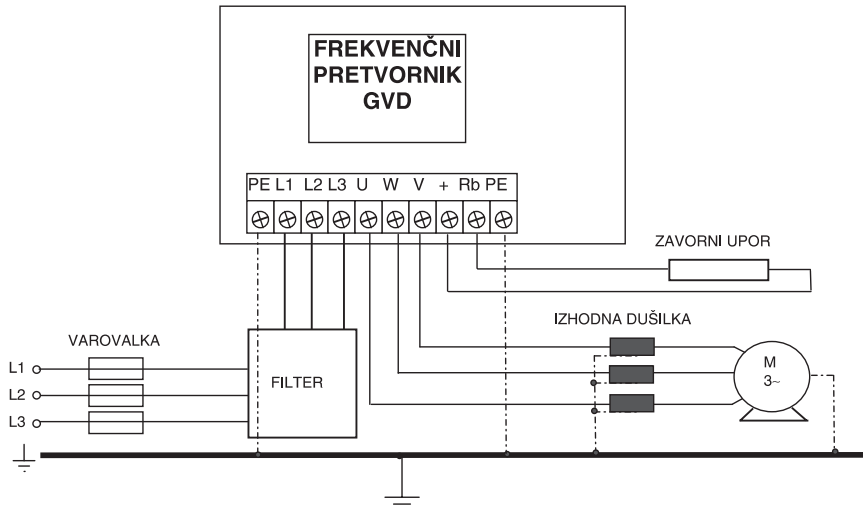 FREKVENČNI
PRETVORNIK
GVD
PE L1 L2 L3 U W V + Rb PE
ZAVORNI UPOR
IZHODNA DUŠILKA
VAROVALKA
L1
L2
L3
FILTER
M
3~